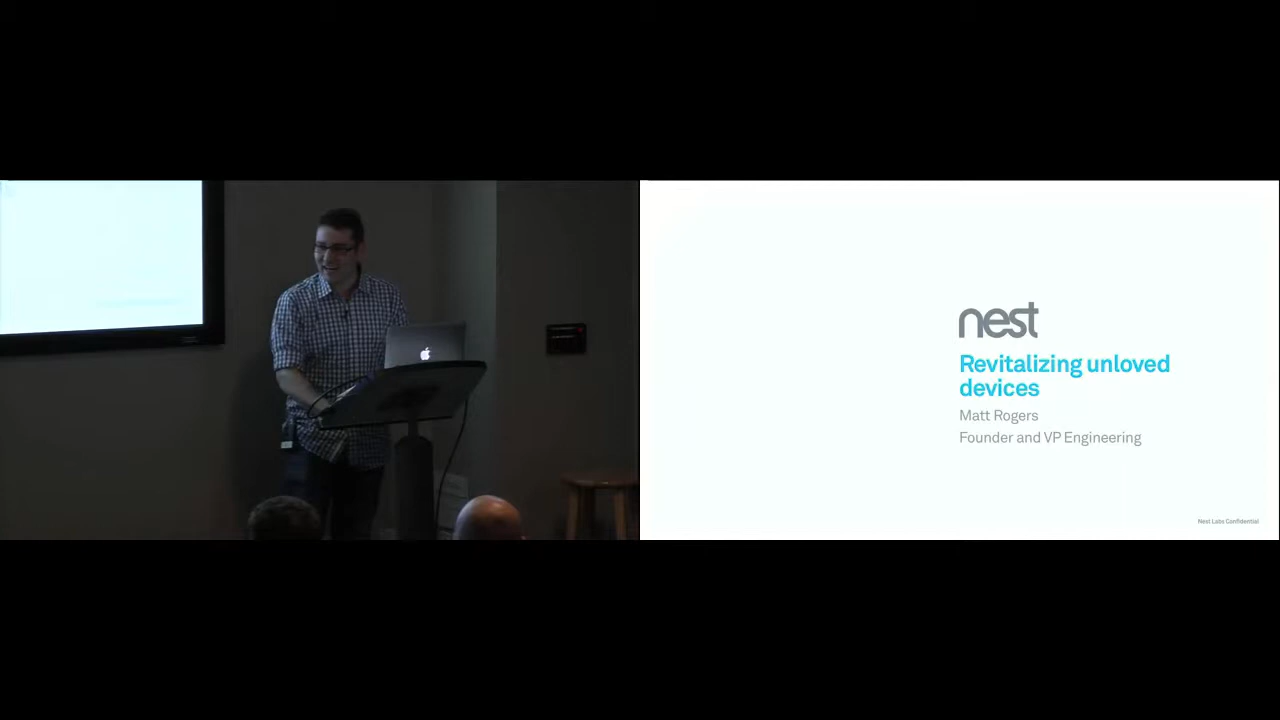 nest
Revitalizing unloved
devices
Matt Rogers
Founder and VP Engineering
Nest Labs Confidential